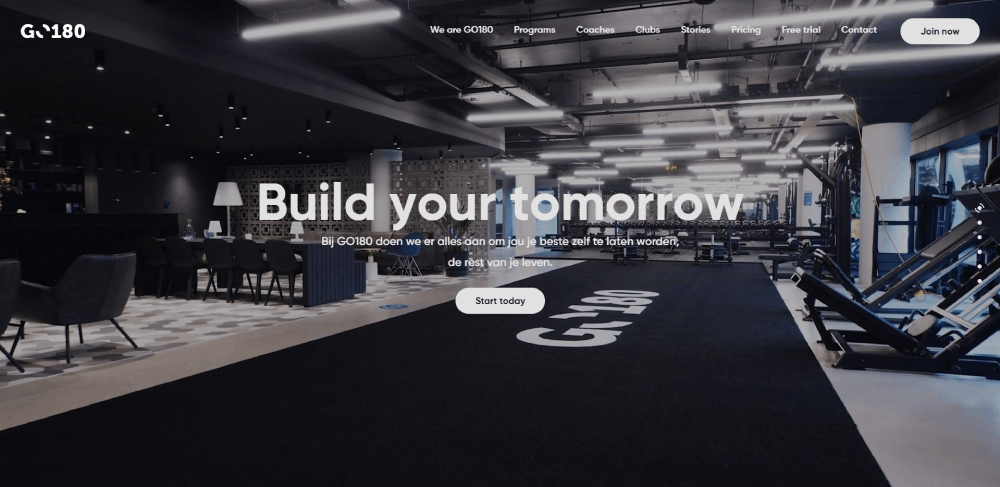 GO180
We are GO180 Programs Coaches Clubs Stories Pricing Free trial Contact Join now
Build your tomorrow
Bij GO180 doen we er alles aan om jou je beste zelf te laten worden,
de rest van je leven.
Start today
GO180